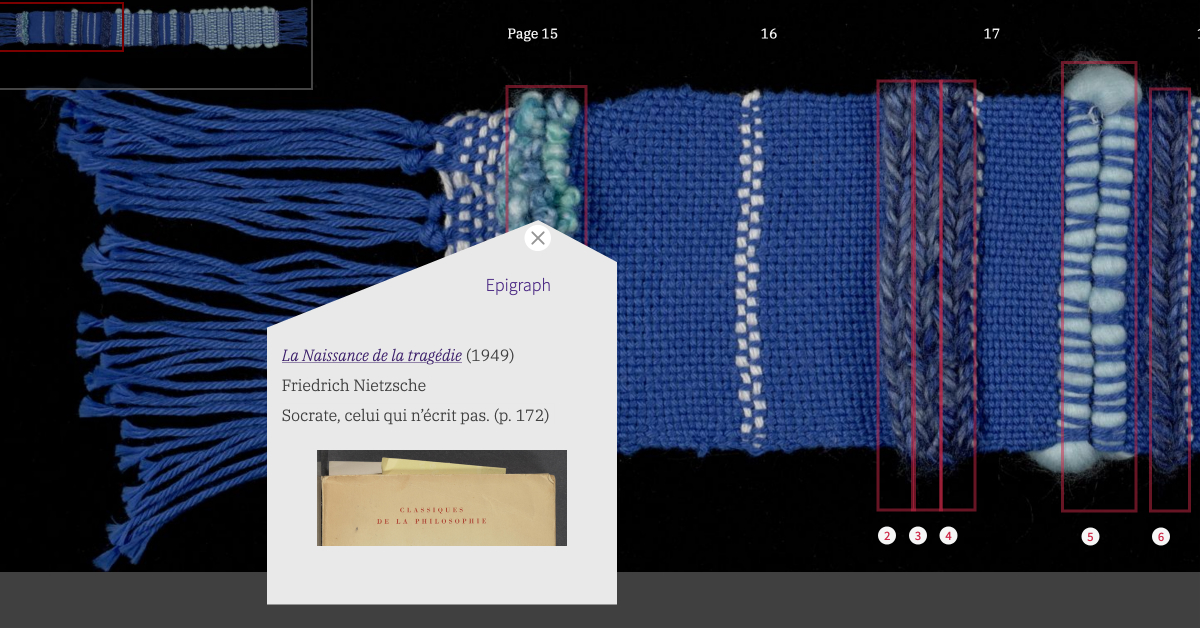 Page 15
16
17
Epigraph
La Naissance de la tragédie (1949)
Friedrich Nietzsche
Socrate, celui qui n’écrit pas. (p. 172)
CLASSIQUES
DE LA PHILOSOPHIE
2
3
4
5
6